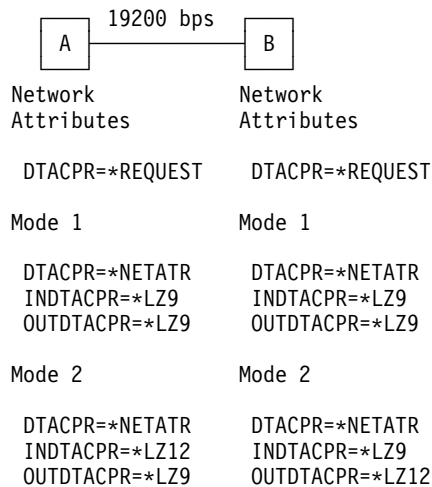 19200 bps
A B
Network Network
Attributes Attributes
DTACPR=*REQUEST DTACPR=*REQUEST
Mode 1 Mode 1
DTACPR=*NETATR DTACPR=*NETATR
INDTACPR=*LZ9 INDTACPR=*LZ9
OUTDTACPR=*LZ9 OUTDTACPR=*LZ9
Mode 2 Mode 2
DTACPR=*NETATR DTACPR=*NETATR
INDTACPR=*LZ12 INDTACPR=*LZ9
OUTDTACPR=*LZ9 OUTDTACPR=*LZ12